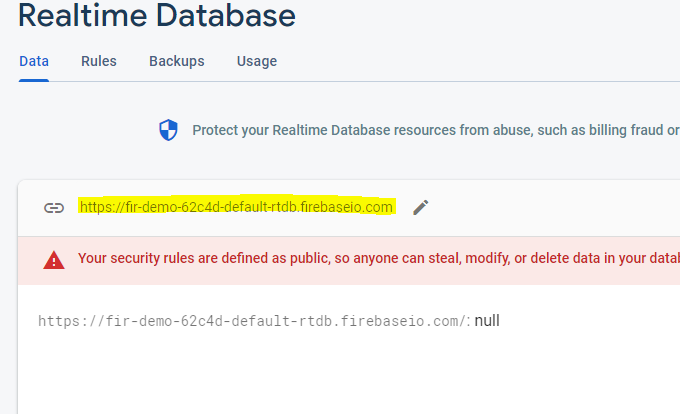 Realtime Database
Data Rules Backups Usage
Protect your Realtime Database resources from abuse, such as billing fraud or
https://fir-demo-62c4d-default-rtdb.firebaseio.com
Your security rules are defined as public, so anyone can steal, modify, or delete data in your datab
https://fir-demo-62c4d-default-rtdb.firebaseio.com/: null